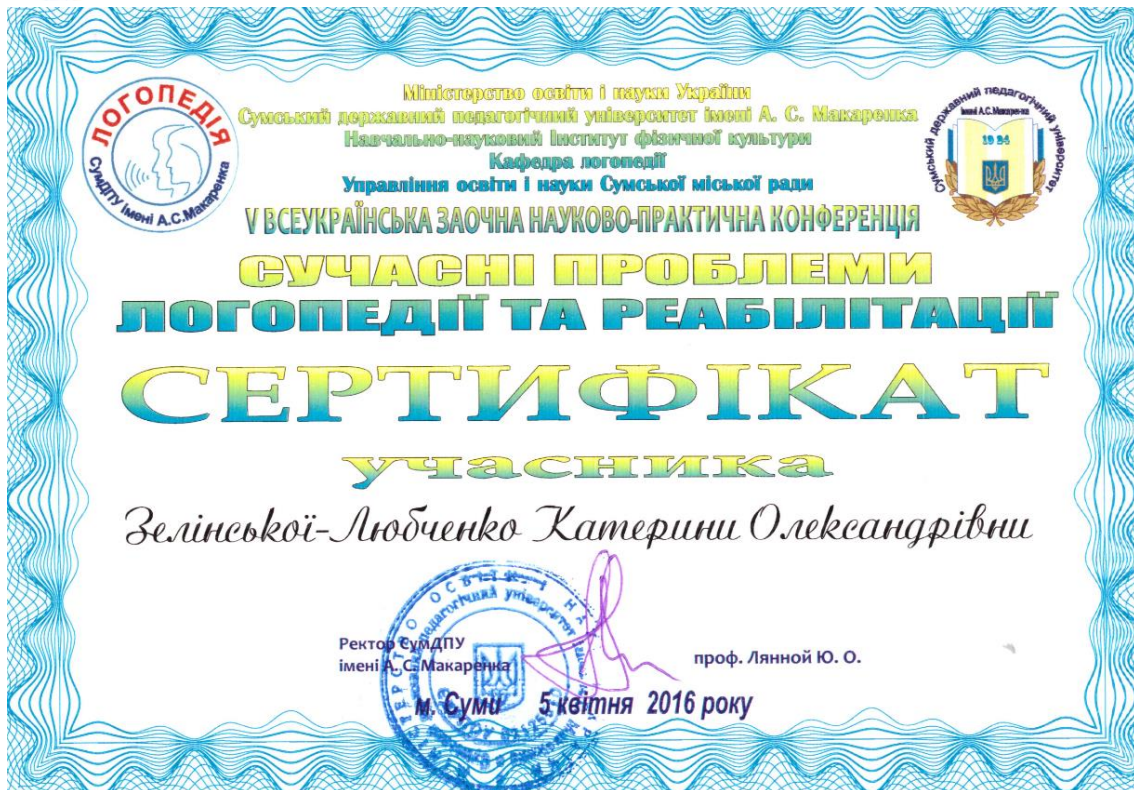 ЛОГОПЕДІЯ
СумДПУ імені А.С.Макаренка
Міністерство освіти і науки України
Сумський державний педагогічний університет імені А. С. Макаренка
Навчально-науковий Інститут фізичної культури
Кафедра логопедії
Управління освіти і науки Сумської міської ради
Сумський державний педагогічний університет
імені А.С.Макаренка
1924
V ВСЕУКРАЇНСЬКА ЗАОЧНА НАУКОВО-ПРАКТИЧНА КОНФЕРЕНЦІЯ
СУЧАСНІ ПРОБЛЕМИ
ЛОГОПЕДІЇ ТА РЕАБІЛІТАЦІЇ
СЕРТИФІКАТ
учасника
Зелінської-Любченко Катерини Олександрівни
Ректор СумДПУ
імені А. С. Макаренка
проф. Лянной Ю. О.
м. Суми 5 квітня 2016 року
педагогічний університет